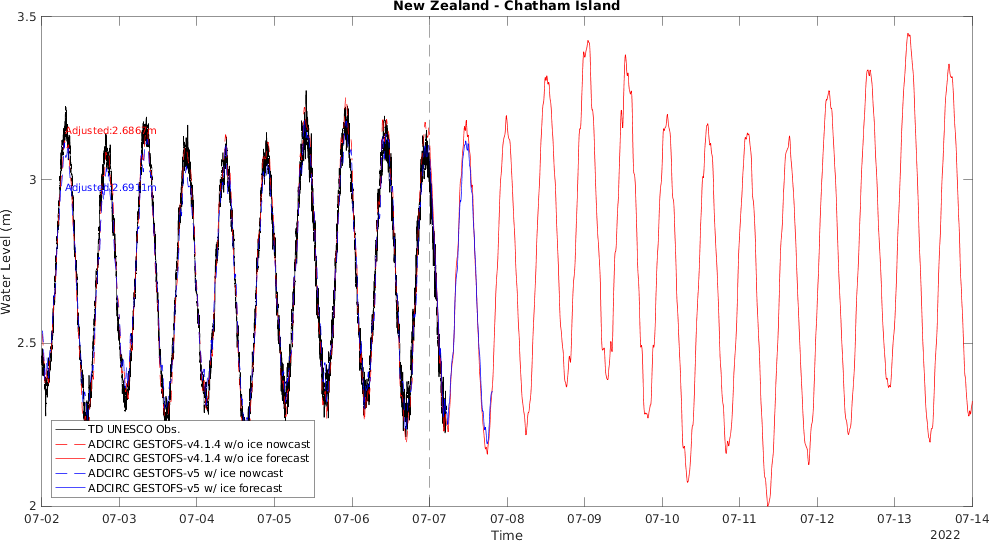 New Zealand - Chatham Island
3.5
3
2.5
2
Water Level (m)
Adjusted:2.686 m
Adjusted:2.6911m
TD UNESCO Obs.
ADCIRC GESTOFS-v4.1.4 w/o ice nowcast
ADCIRC GESTOFS-v4.1.4 w/o ice forecast
ADCIRC GESTOFS-v5 w/ ice nowcast
ADCIRC GESTOFS-v5 w/ ice forecast
07-02 07-03 07-04 07-05 07-06 07-07 07-08 07-09 07-10 07-11 07-12 07-13 07-14
Time
2022